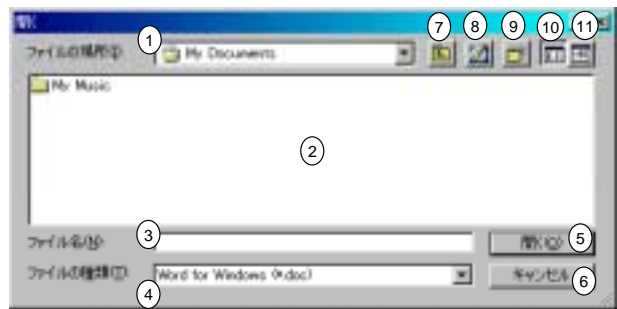 開く
7 8 9 10 11
ファイルの場所(I): 1 My Documents
My Music
2
ファイル名(N): 3 開く(O) 5
ファイルの種類(T): 4 Word for Windows (*.doc) キャンセル 6